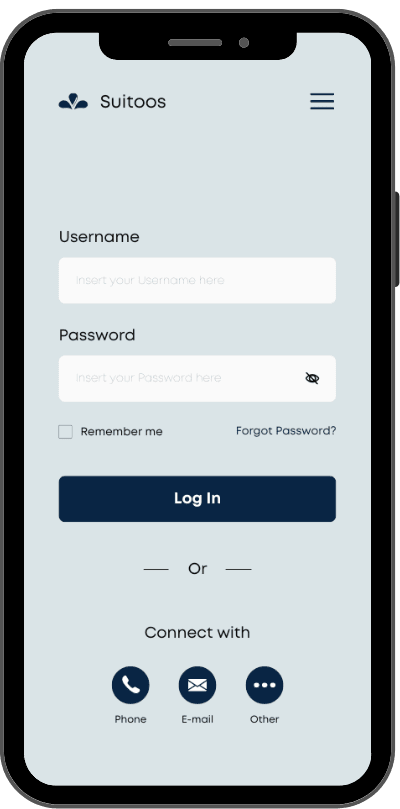 Suitoos
Username
Insert your Username here
Password
Insert your Password here
Remember me Forgot Password?
Log In
Or
Connect with
Phone E-mail Other